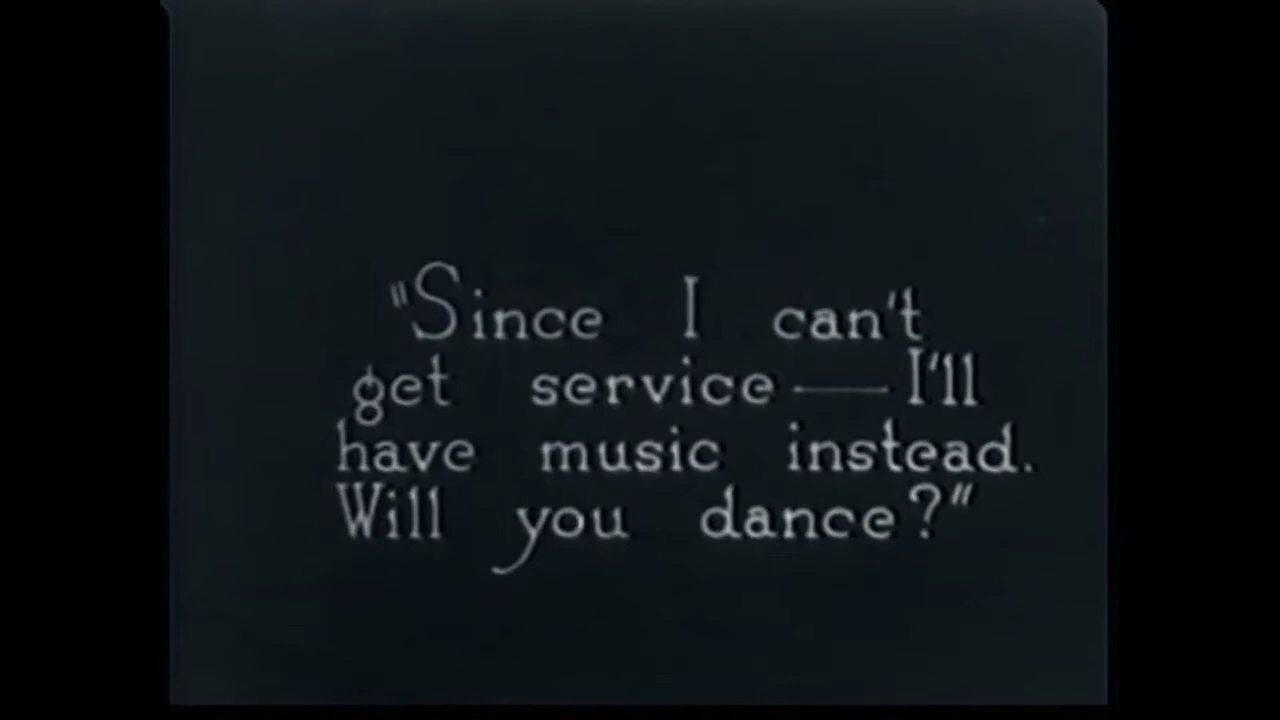 "Since I can't
get service — I'll
have music instead.
Will you dance?"